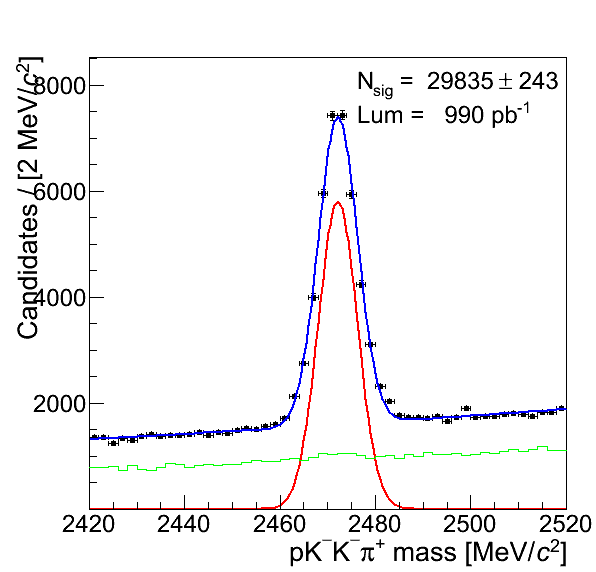 Candidates / [2 MeV/c²]
8000
6000
4000
2000
N_sig = 29835 ± 243
Lum = 990 pb⁻¹
2420 2440 2460 2480 2500 2520
pK⁻K⁻π⁺ mass [MeV/c²]